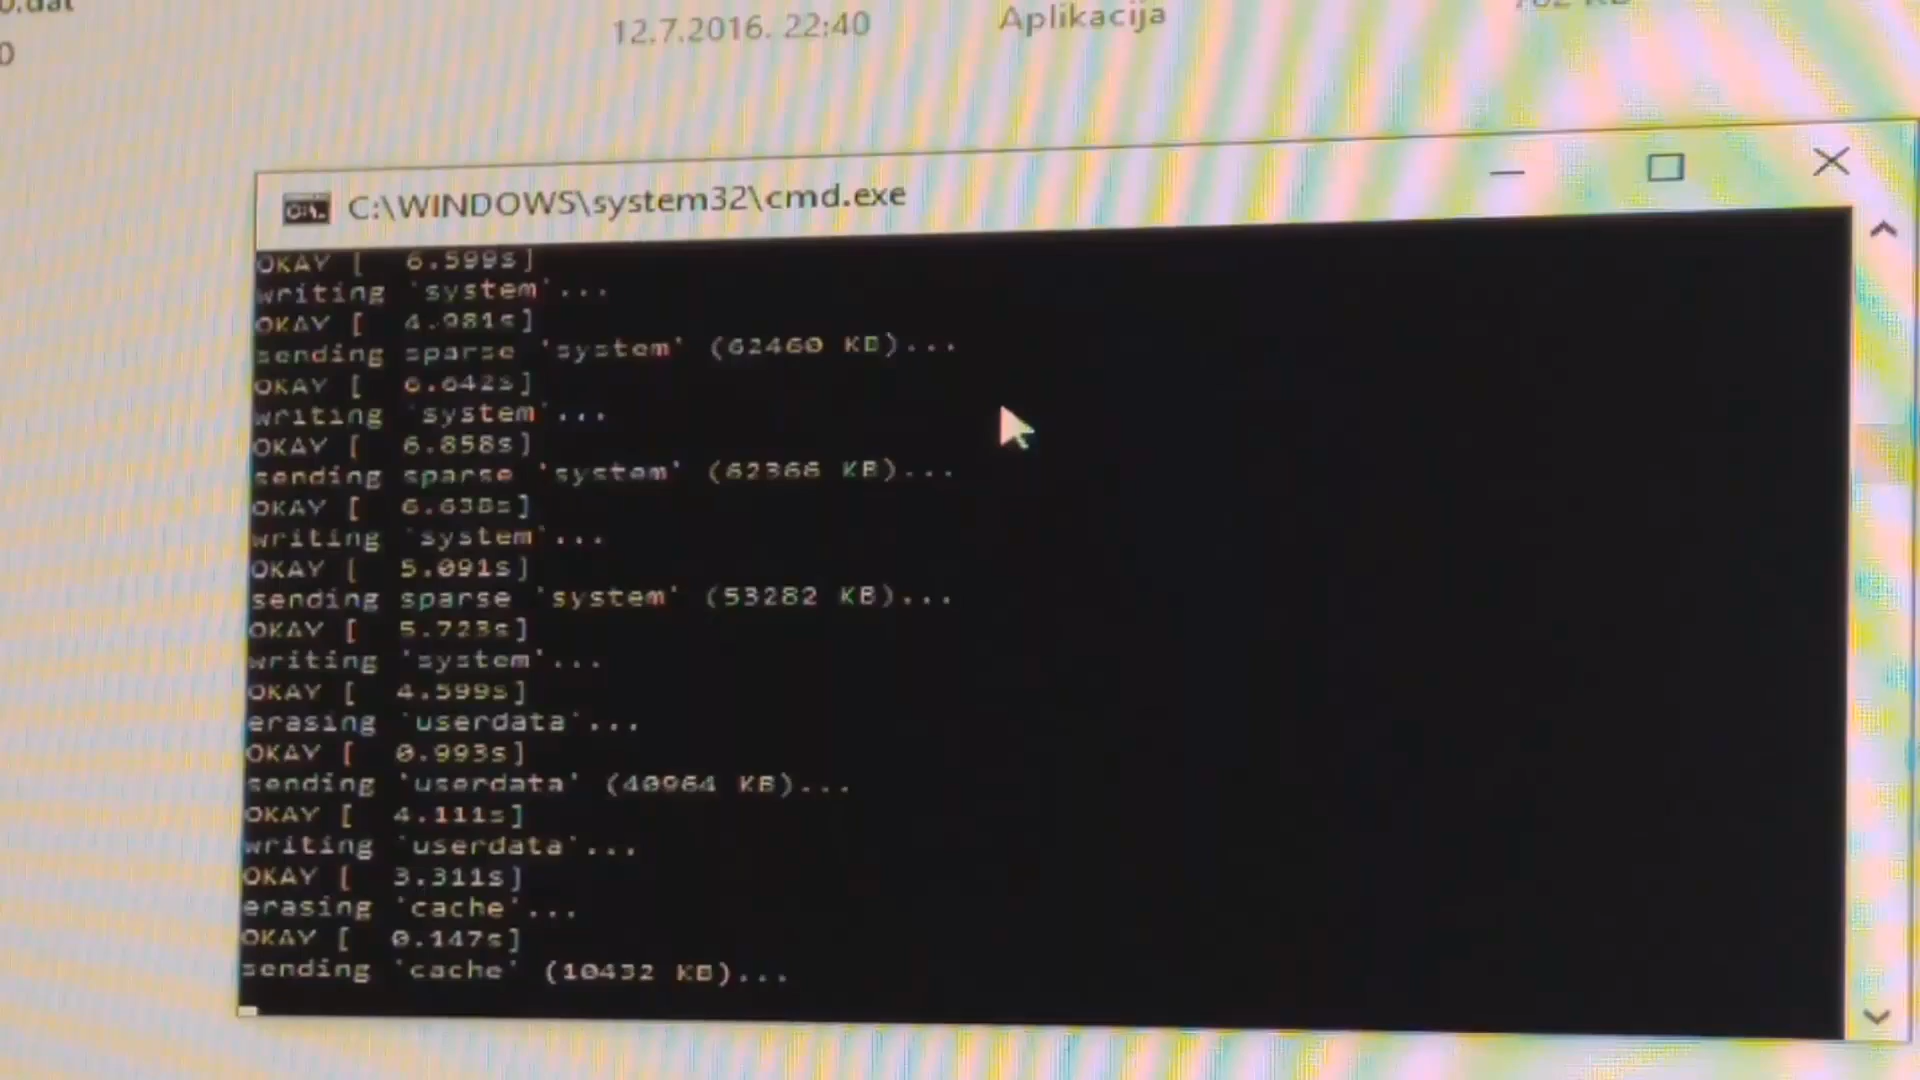 12.7.2016. 22:40 Aplikacija
C:\WINDOWS\system32\cmd.exe
OKAY [  6.599s]
writing 'system'...
OKAY [  4.981s]
sending sparse 'system' (62460 KB)...
OKAY [  6.642s]
writing 'system'...
OKAY [  6.858s]
sending sparse 'system' (62366 KB)...
OKAY [  6.638s]
writing 'system'...
OKAY [  5.091s]
sending sparse 'system' (53282 KB)...
OKAY [  5.723s]
writing 'system'...
OKAY [  4.599s]
erasing 'userdata'...
OKAY [  0.993s]
sending 'userdata' (40964 KB)...
OKAY [  4.111s]
writing 'userdata'...
OKAY [  3.311s]
erasing 'cache'...
OKAY [  0.147s]
sending 'cache' (10432 KB)...